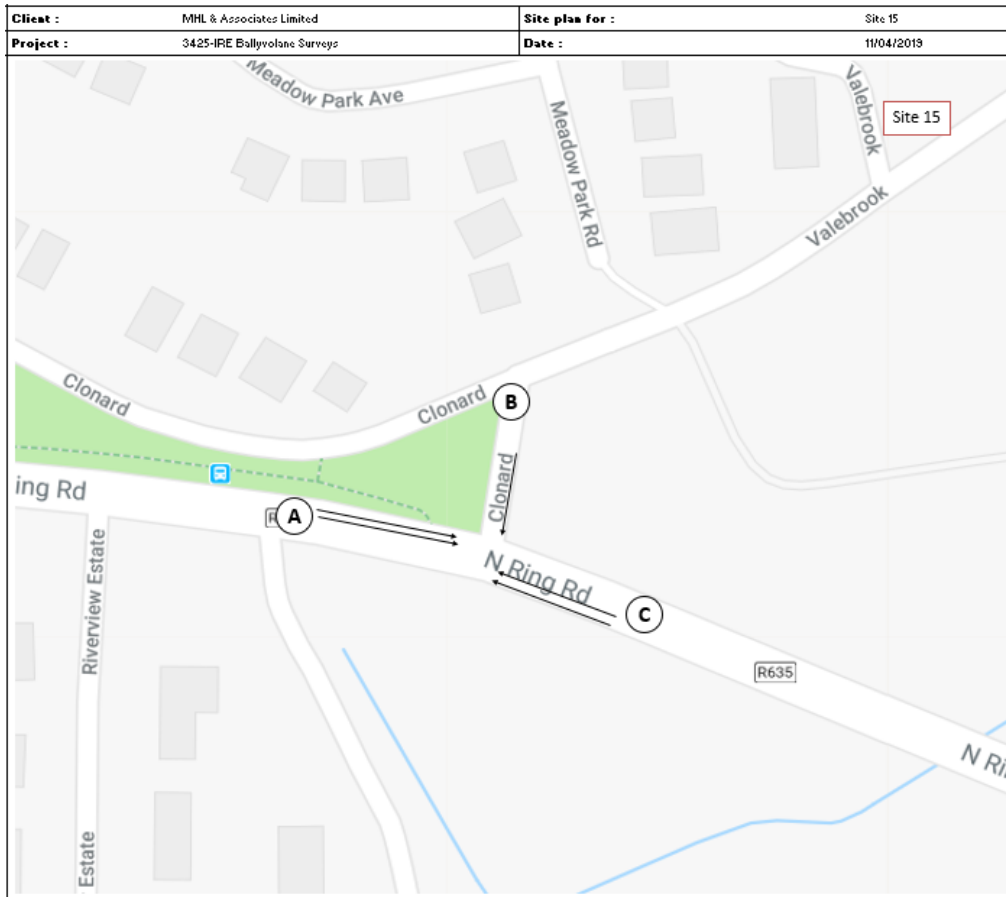 Client : MHL & Associates Limited Site plan for : Site 15
Project : 3425-IRE Ballyvolane Surveys Date : 11/04/2019
Meadow Park Ave
Valebrook
Site 15
Meadow Park Rd
Valebrook
Clonard
Clonard
B
Clonard
ing Rd
R
A
N Ring Rd
C
Riverview Estate
R635
N Ri
Estate